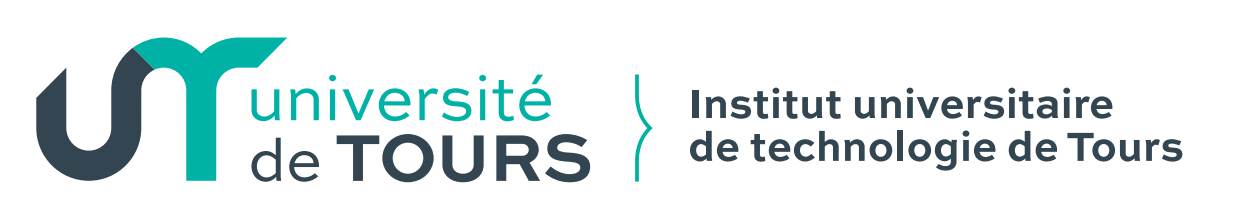 université
de TOURS
Institut universitaire
de technologie de Tours